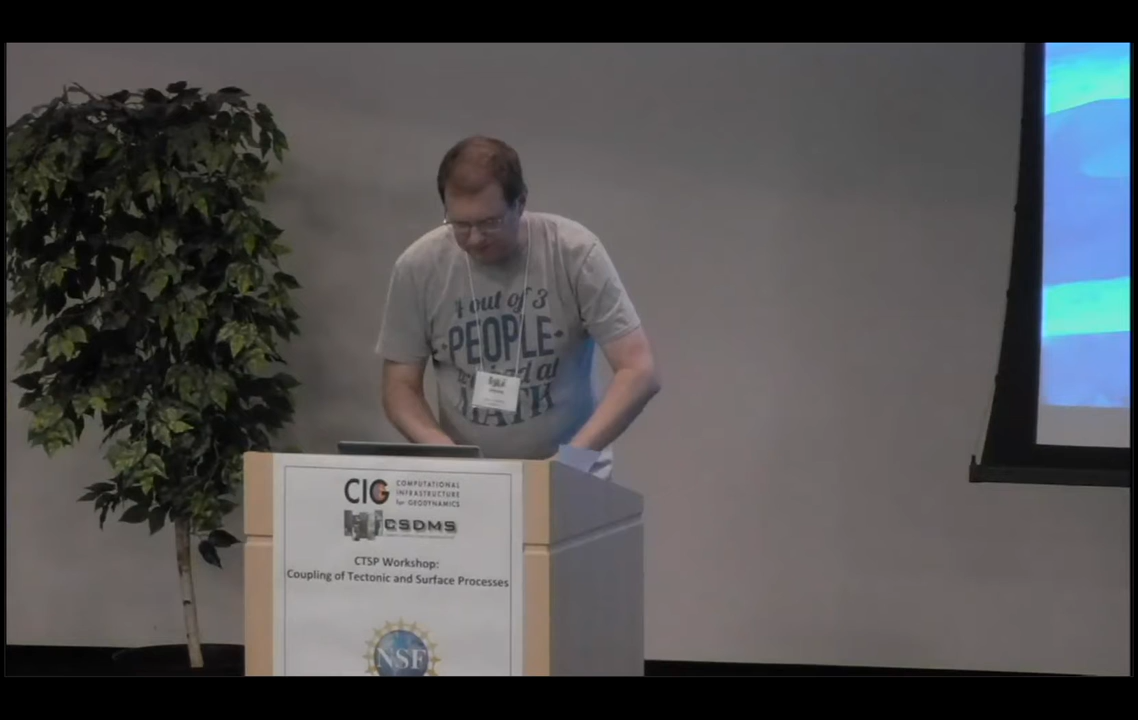 4 out of 3
PEOPLE
MATH
CIG COMPUTATIONAL
INFRASTRUCTURE
for GEODYNAMICS
CSDMS
CTSP Workshop:
Coupling of Tectonic and Surface Processes
NSF